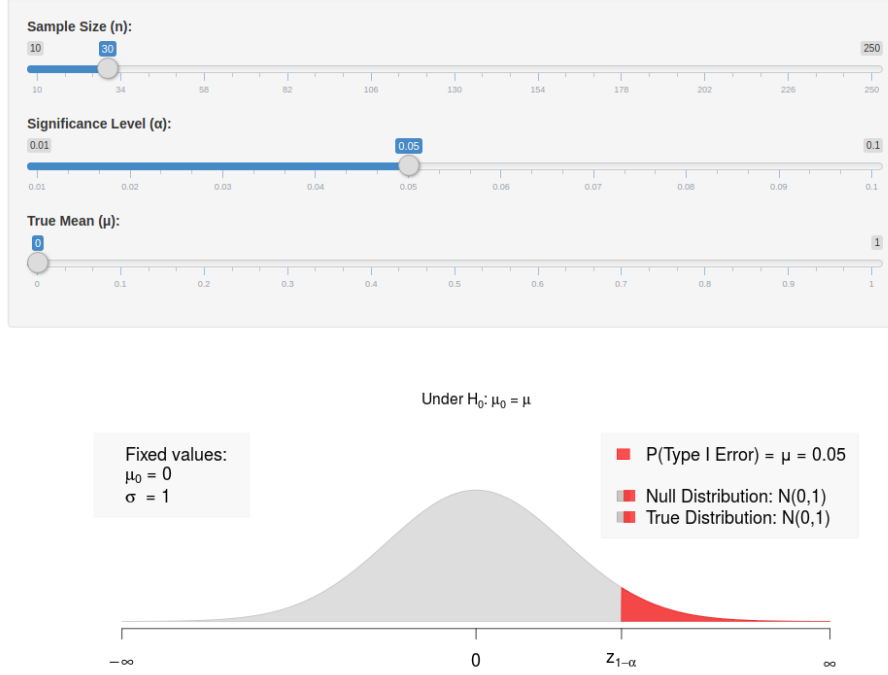 Sample Size (n):
10 30 250
10 34 58 82 106 130 154 178 202 226 250
Significance Level (α):
0.01 0.05 0.1
0.01 0.02 0.03 0.04 0.05 0.06 0.07 0.08 0.09 0.1
True Mean (μ):
0 1
0 0.1 0.2 0.3 0.4 0.5 0.6 0.7 0.8 0.9 1
Under H₀: μ₀ = μ
Fixed values:
μ₀ = 0
σ = 1
P(Type I Error) = μ = 0.05
Null Distribution: N(0,1)
True Distribution: N(0,1)
−∞ 0 z₁₋α ∞